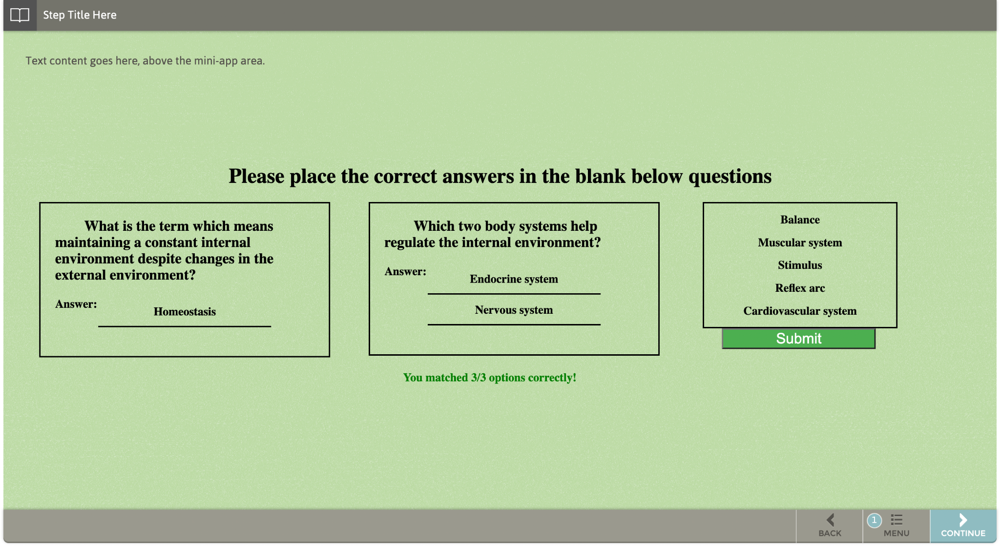 Step Title Here
Text content goes here, above the mini-app area.
Please place the correct answers in the blank below questions
What is the term which means
maintaining a constant internal
environment despite changes in the
external environment?
Answer:
Homeostasis
Which two body systems help
regulate the internal environment?
Answer:
Endocrine system
Nervous system
Balance
Muscular system
Stimulus
Reflex arc
Cardiovascular system
Submit
You matched 3/3 options correctly!
BACK
1
MENU
CONTINUE